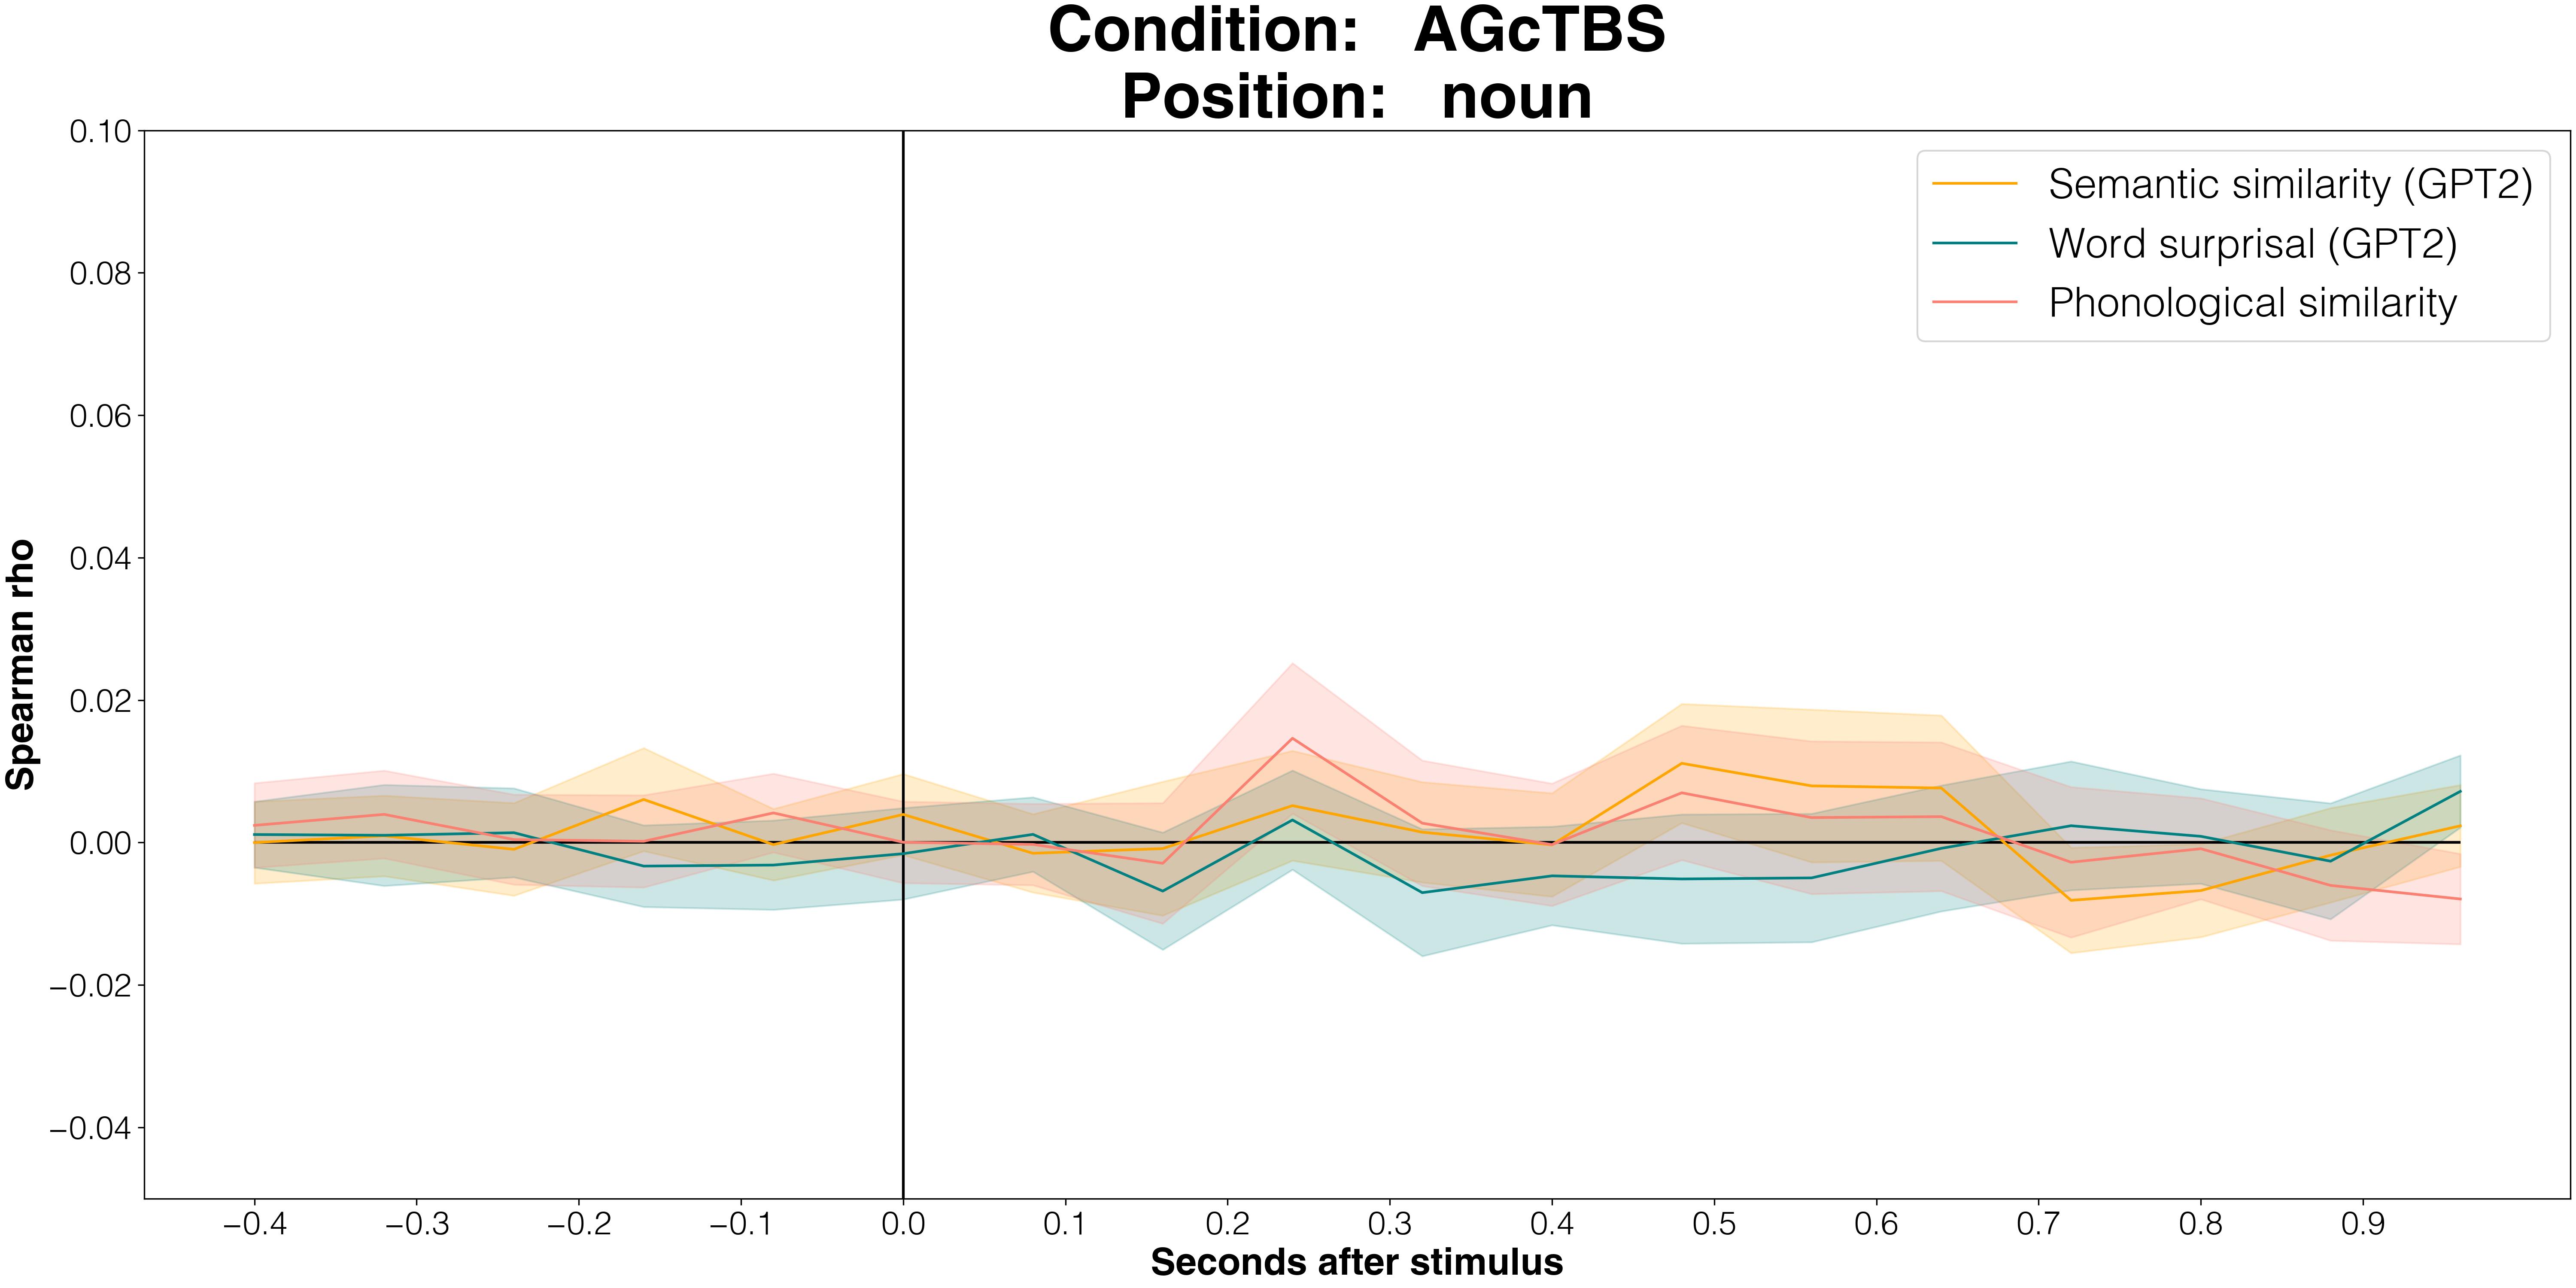 Condition:   AGcTBS
Position:   noun
0.10
0.08
0.06
0.04
0.02
0.00
−0.02
−0.04
Spearman rho
Semantic similarity (GPT2)
Word surprisal (GPT2)
Phonological similarity
−0.4 −0.3 −0.2 −0.1 0.0 0.1 0.2 0.3 0.4 0.5 0.6 0.7 0.8 0.9
Seconds after stimulus